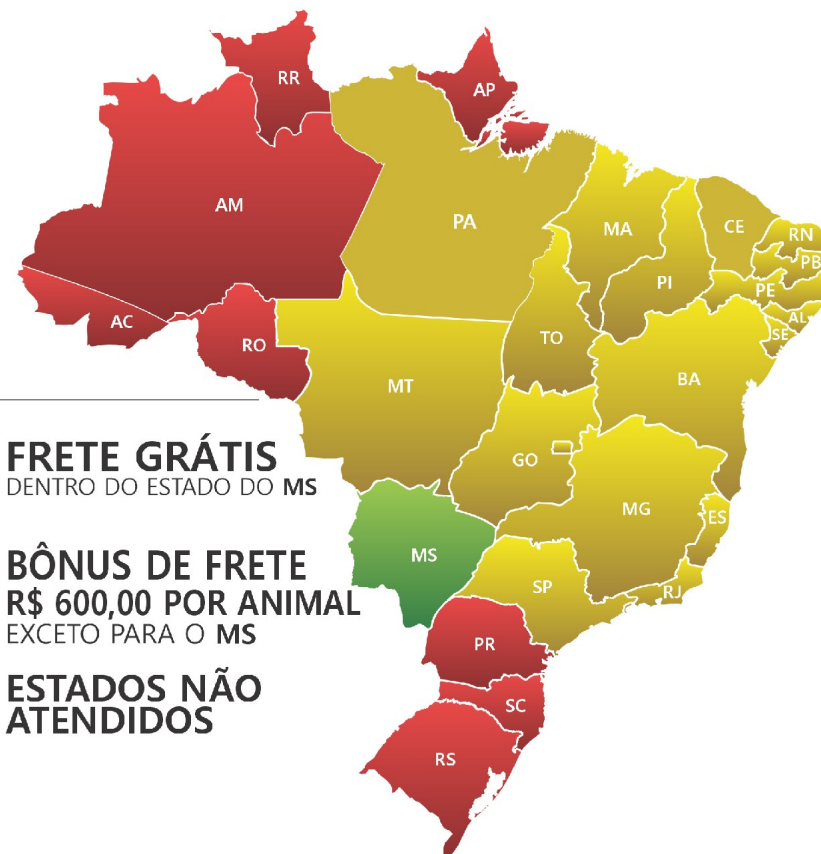 RR
AP
AM
PA
MA
CE
RN
PB
PI
PE
AL
SE
AC
RO
TO
MT
BA
GO
MG
ES
MS
SP
RJ
PR
SC
RS
FRETE GRÁTIS
DENTRO DO ESTADO DO MS
BÔNUS DE FRETE
R$ 600,00 POR ANIMAL
EXCETO PARA O MS
ESTADOS NÃO
ATENDIDOS